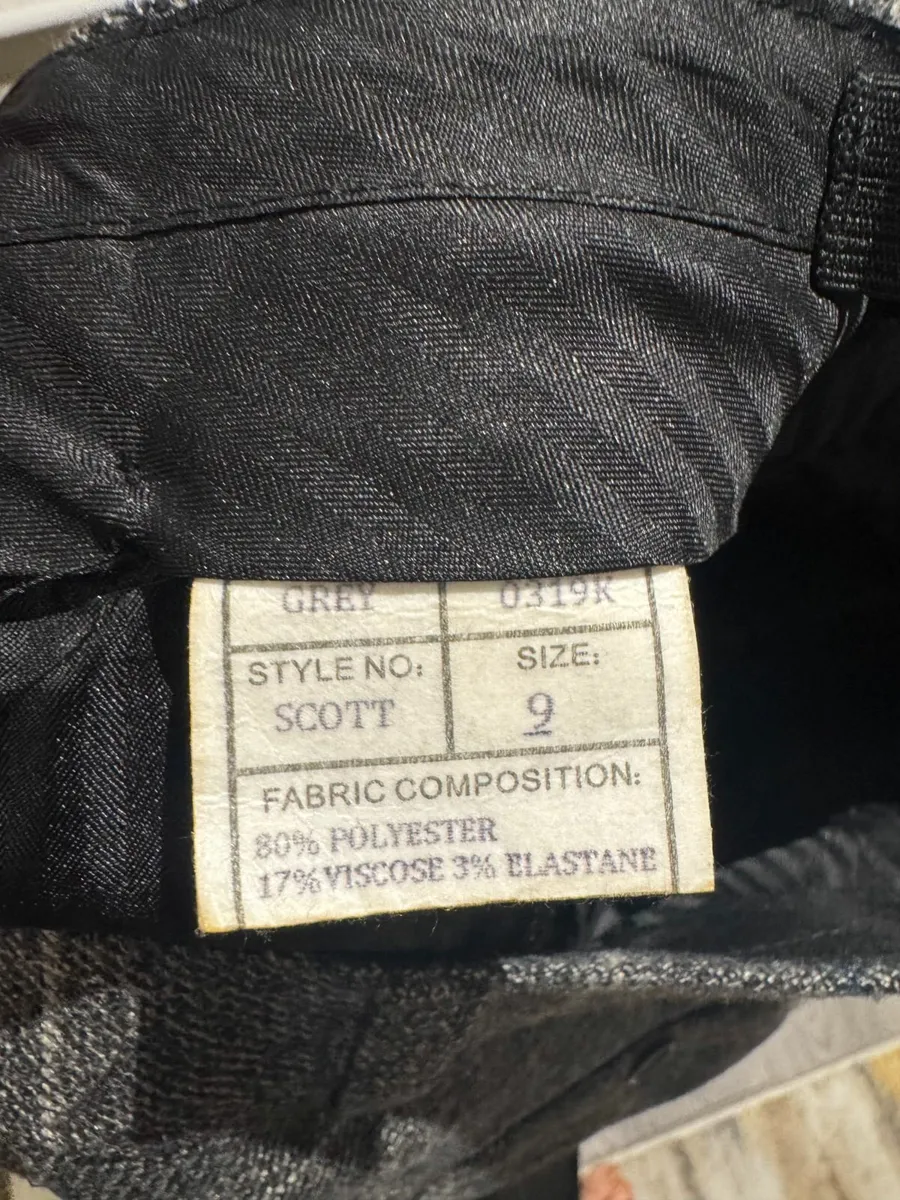 GREY 0319K
STYLE NO: SIZE:
SCOTT 9
FABRIC COMPOSITION:
80% POLYESTER
17% VISCOSE 3% ELASTANE